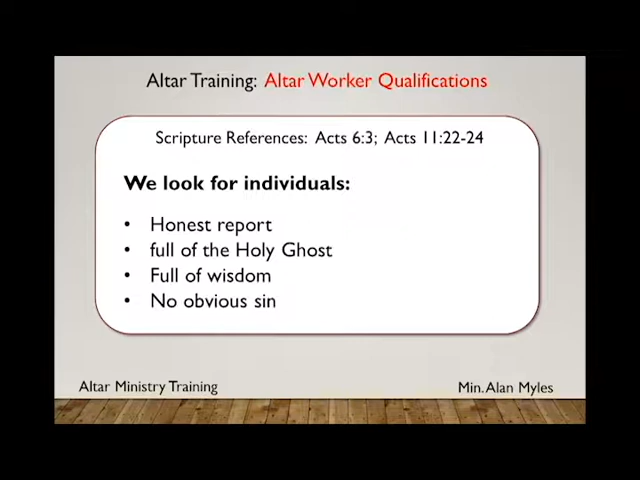 Altar Training: Altar Worker Qualifications
Scripture References: Acts 6:3; Acts 11:22-24
We look for individuals:
• Honest report
• full of the Holy Ghost
• Full of wisdom
• No obvious sin
Altar Ministry Training
Min. Alan Myles